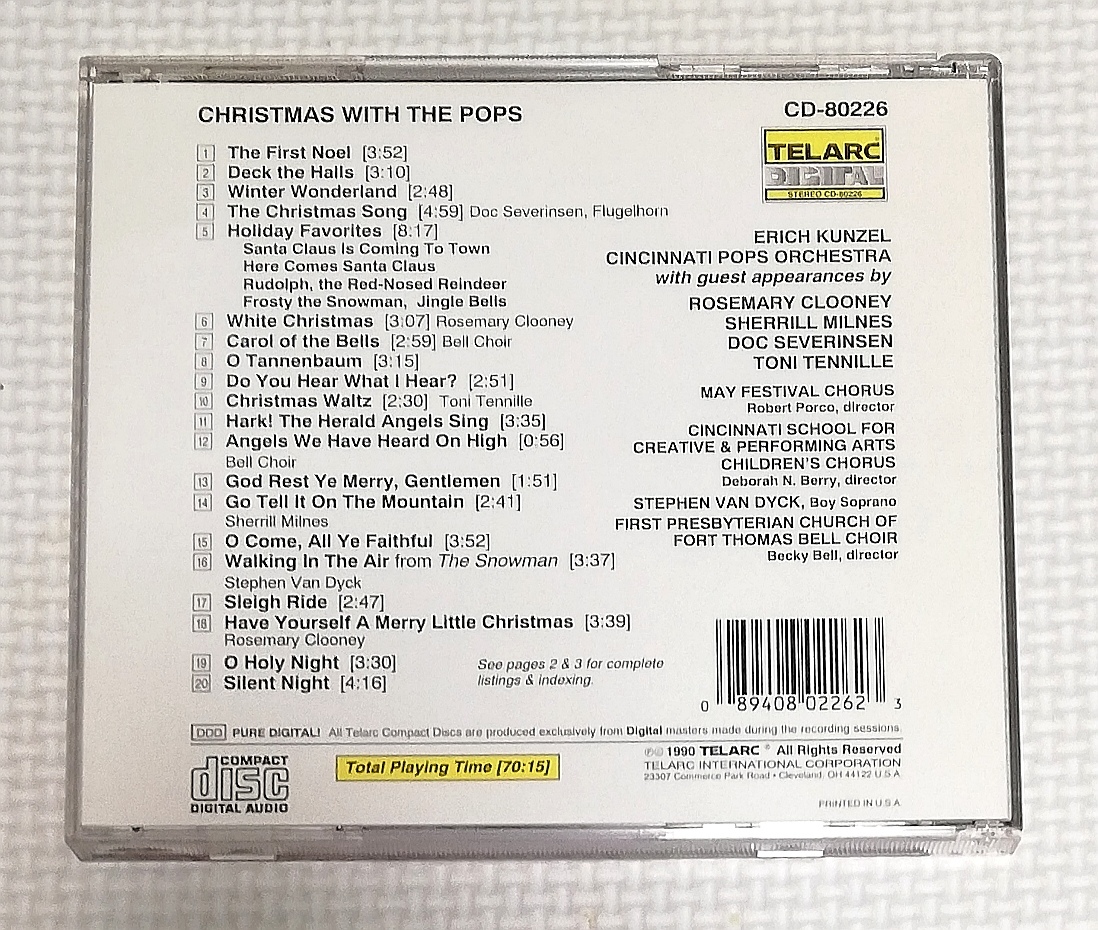 CHRISTMAS WITH THE POPS
1 The First Noel [3:52]
2 Deck the Halls [3:10]
3 Winter Wonderland [2:48]
4 The Christmas Song [4:59] Doc Severinsen, Flugelhorn
5 Holiday Favorites [8:17]
Santa Claus Is Coming To Town
Here Comes Santa Claus
Rudolph, the Red-Nosed Reindeer
Frosty the Snowman, Jingle Bells
6 White Christmas [3:07] Rosemary Clooney
7 Carol of the Bells [2:59] Bell Choir
8 O Tannenbaum [3:15]
9 Do You Hear What I Hear? [2:51]
10 Christmas Waltz [2:30] Toni Tennille
11 Hark! The Herald Angels Sing [3:35]
12 Angels We Have Heard On High [0:56]
Bell Choir
13 God Rest Ye Merry, Gentlemen [1:51]
14 Go Tell It On The Mountain [2:41]
Sherrill Milnes
15 O Come, All Ye Faithful [3:52]
16 Walking In The Air from The Snowman [3:37]
Stephen Van Dyck
17 Sleigh Ride [2:47]
18 Have Yourself A Merry Little Christmas [3:39]
Rosemary Clooney
19 O Holy Night [3:30]
20 Silent Night [4:16]
See pages 2 & 3 for complete
listings & indexing.
CD-80226
TELARC
DIGITAL
STEREO CD-80226
ERICH KUNZEL
CINCINNATI POPS ORCHESTRA
with guest appearances by
ROSEMARY CLOONEY
SHERRILL MILNES
DOC SEVERINSEN
TONI TENNILLE
MAY FESTIVAL CHORUS
Robert Porco, director
CINCINNATI SCHOOL FOR
CREATIVE & PERFORMING ARTS
CHILDREN'S CHORUS
Deborah N. Berry, director
STEPHEN VAN DYCK, Boy Soprano
FIRST PRESBYTERIAN CHURCH OF
FORT THOMAS BELL CHOIR
Becky Bell, director
0 89408 02262 3
DDD PURE DIGITAL! All Telarc Compact Discs are produced exclusively from Digital masters made during the recording sessions.
COMPACT
disc
DIGITAL AUDIO
Total Playing Time [70:15]
℗© 1990 TELARC ® All Rights Reserved
TELARC INTERNATIONAL CORPORATION
23307 Commerce Park Road • Cleveland, OH 44122 U.S.A.
PRINTED IN U.S.A.